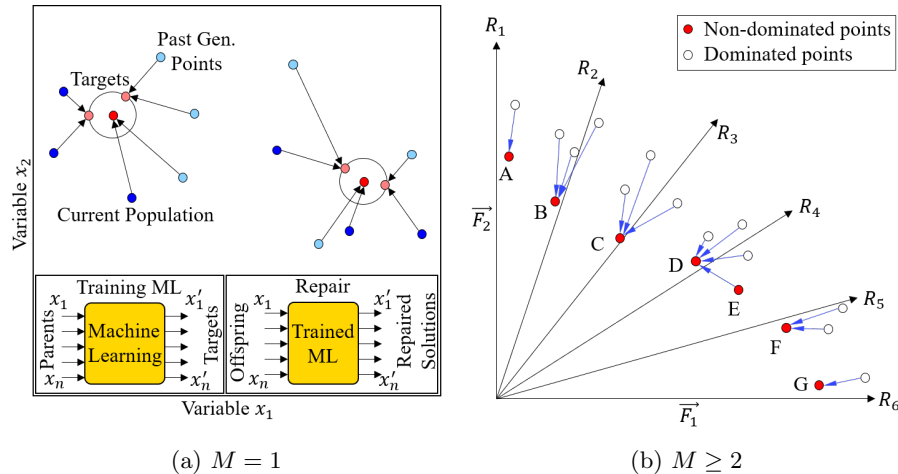 Past Gen.
Points
Targets
Current Population
Variable x₂
Training ML
x₁ x′₁
Parents
Machine
Learning
Targets
xₙ x′ₙ
Repair
x₁ x′₁
Offspring
Trained
ML
Repaired
Solutions
xₙ x′ₙ
Variable x₁
(a) M = 1
Non-dominated points
Dominated points
R₁
R₂
R₃
R₄
R₅
R₆
A
B
C
D
E
F
G
F₂→
F₁→
(b) M ≥ 2